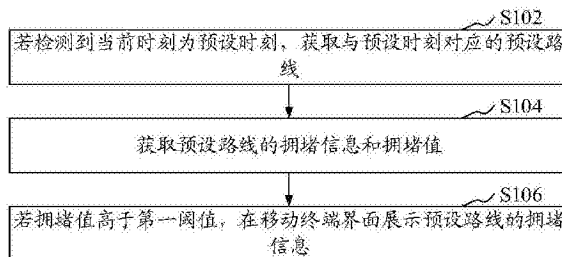 S102
若检测到当前时刻为预设时刻，获取与预设时刻对应的预设路
线
S104
获取预设路线的拥堵信息和拥堵值
S106
若拥堵值高于第一阈值，在移动终端界面展示预设路线的拥堵
信息